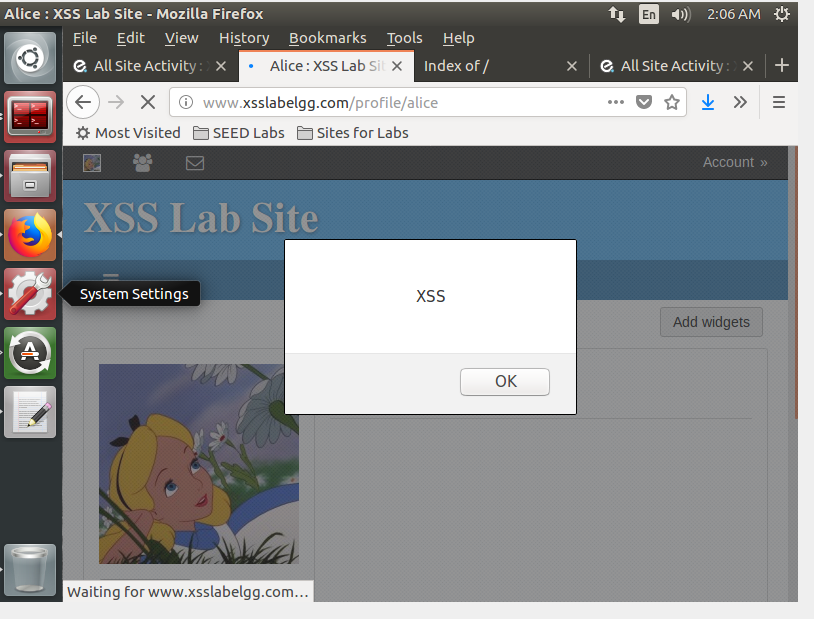 Alice : XSS Lab Site - Mozilla Firefox
En
2:06 AM
File Edit View History Bookmarks Tools Help
All Site Activity :
Alice : XSS Lab Sit
Index of /
All Site Activity :
www.xsslabelgg.com/profile/alice
Most Visited
SEED Labs
Sites for Labs
Account »
XSS Lab Site
XSS
System Settings
Add widgets
OK
Waiting for www.xsslabelgg.com…